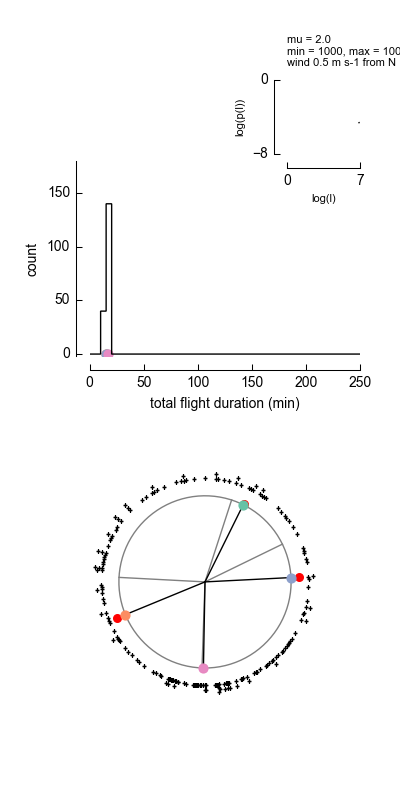 mu = 2.0
min = 1000, max = 100
wind 0.5 m s-1 from N
0
log(p(l))
−8
0
7
log(l)
150
100
50
0
count
0
50
100
150
200
250
total flight duration (min)